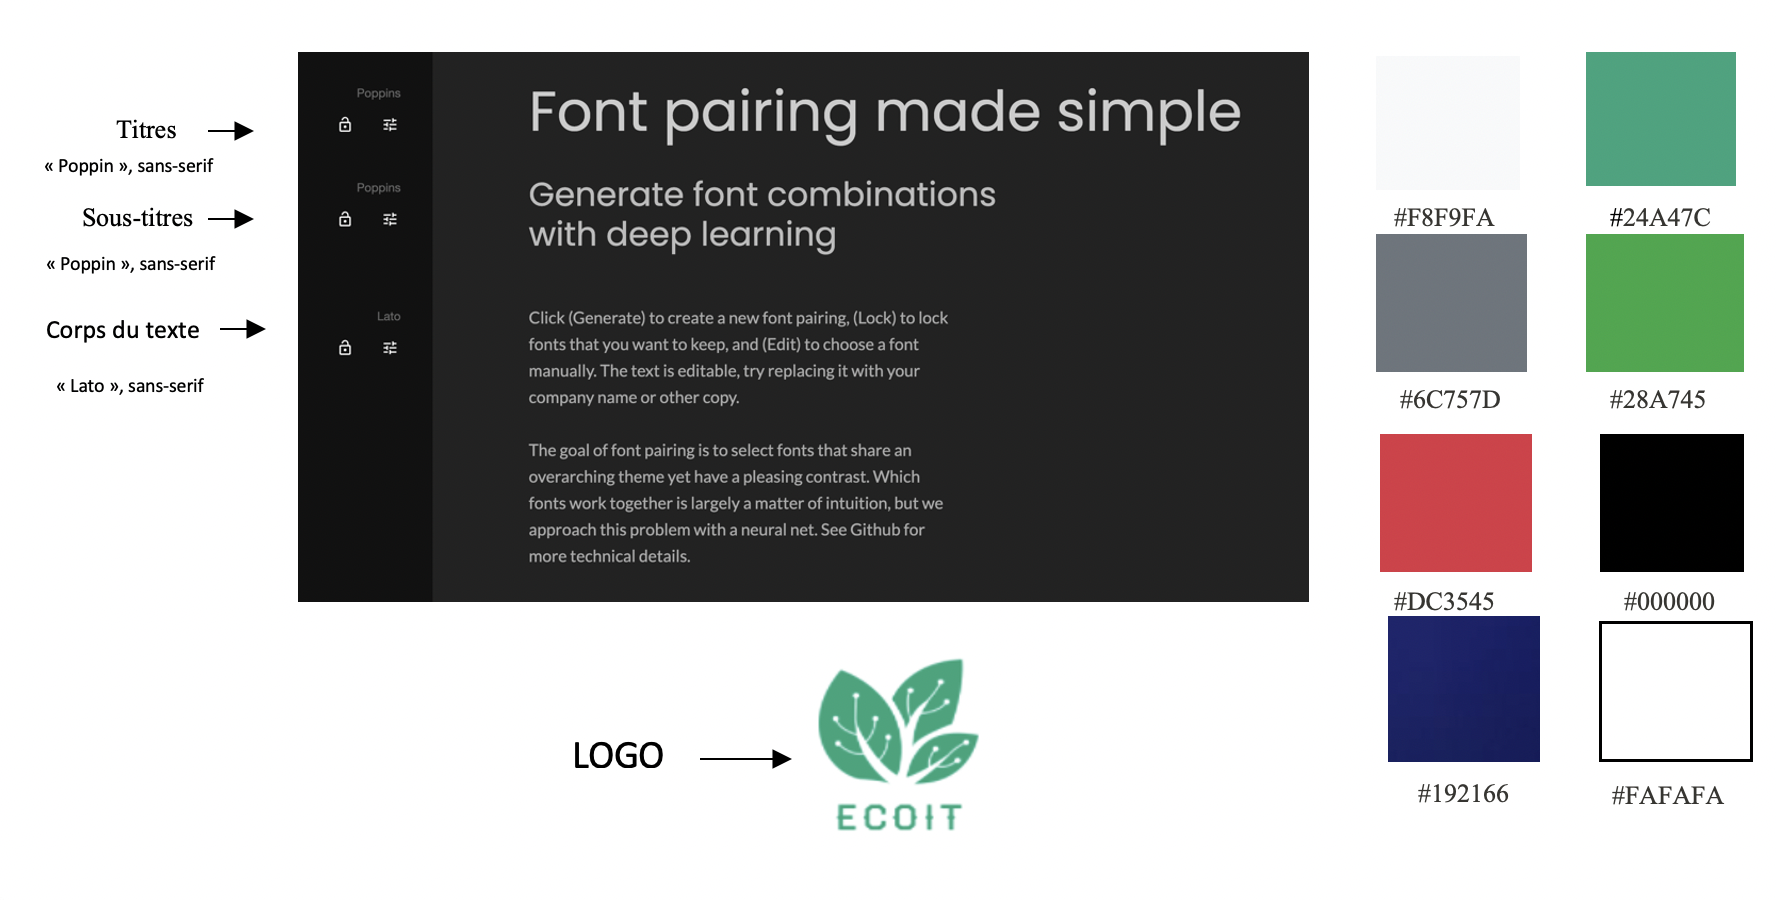 Titres
« Poppin », sans-serif
Sous-titres
« Poppin », sans-serif
Corps du texte
« Lato », sans-serif
Poppins
Font pairing made simple
Poppins
Generate font combinations
with deep learning
Lato
Click (Generate) to create a new font pairing, (Lock) to lock
fonts that you want to keep, and (Edit) to choose a font
manually. The text is editable, try replacing it with your
company name or other copy.
The goal of font pairing is to select fonts that share an
overarching theme yet have a pleasing contrast. Which
fonts work together is largely a matter of intuition, but we
approach this problem with a neural net. See Github for
more technical details.
LOGO
ECOIT
#F8F9FA
#24A47C
#6C757D
#28A745
#DC3545
#000000
#192166
#FAFAFA